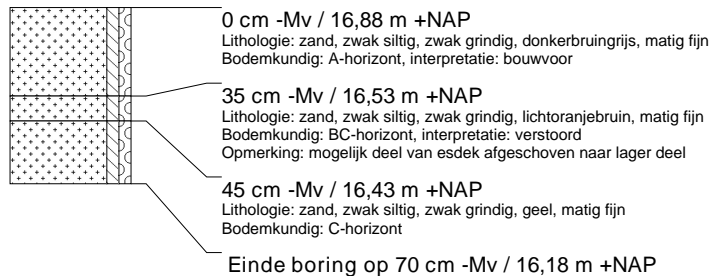 0 cm -Mv / 16,88 m +NAP
Lithologie: zand, zwak siltig, zwak grindig, donkerbruingrijs, matig fijn
Bodemkundig: A-horizont, interpretatie: bouwvoor
35 cm -Mv / 16,53 m +NAP
Lithologie: zand, zwak siltig, zwak grindig, lichtoranjebruin, matig fijn
Bodemkundig: BC-horizont, interpretatie: verstoord
Opmerking: mogelijk deel van esdek afgeschoven naar lager deel
45 cm -Mv / 16,43 m +NAP
Lithologie: zand, zwak siltig, zwak grindig, geel, matig fijn
Bodemkundig: C-horizont
Einde boring op 70 cm -Mv / 16,18 m +NAP